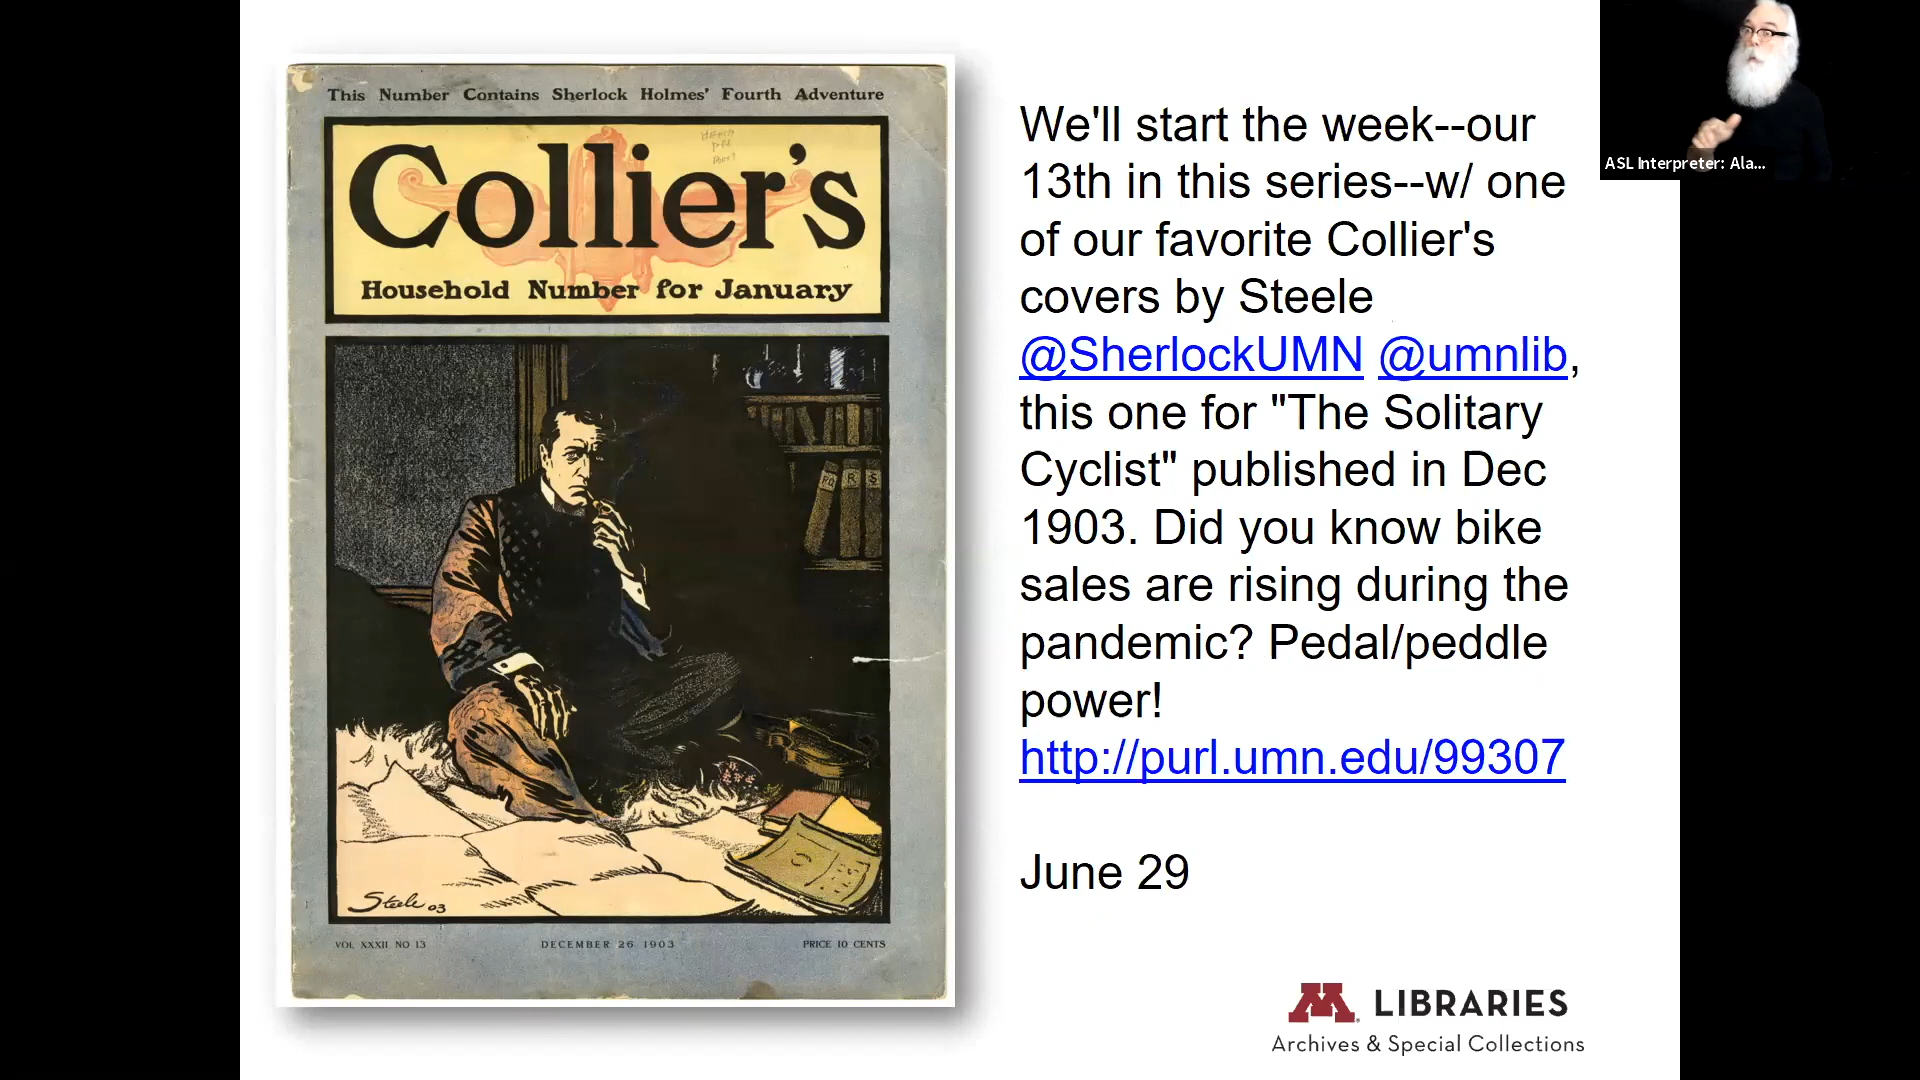 This Number Contains Sherlock Holmes' Fourth Adventure
Collier's
Household Number for January
Steele 03
VOL XXXII NO 13
DECEMBER 26 1903
PRICE 10 CENTS
We'll start the week--our
13th in this series--w/ one
of our favorite Collier's
covers by Steele
@SherlockUMN @umnlib,
this one for "The Solitary
Cyclist" published in Dec
1903. Did you know bike
sales are rising during the
pandemic? Pedal/peddle
power!
http://purl.umn.edu/99307
June 29
M LIBRARIES
Archives & Special Collections
ASL Interpreter: Ala...